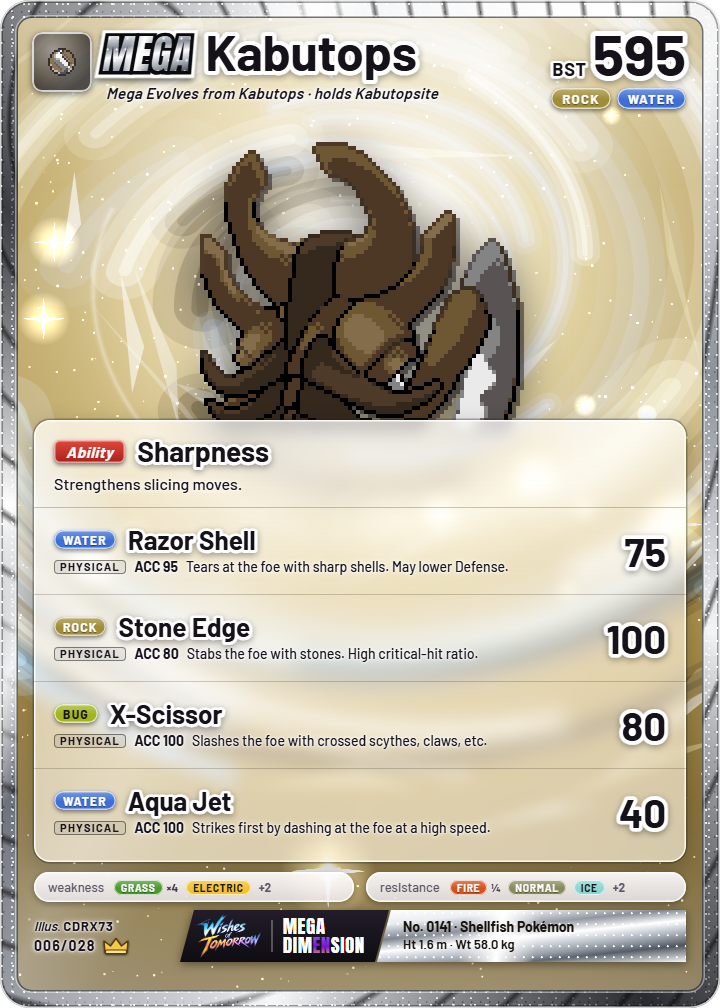 MEGA Kabutops
BST 595
Mega Evolves from Kabutops · holds Kabutopsite
ROCK WATER
Ability Sharpness
Strengthens slicing moves.
WATER Razor Shell
75
PHYSICAL ACC 95 Tears at the foe with sharp shells. May lower Defense.
ROCK Stone Edge
100
PHYSICAL ACC 80 Stabs the foe with stones. High critical-hit ratio.
BUG X-Scissor
80
PHYSICAL ACC 100 Slashes the foe with crossed scythes, claws, etc.
WATER Aqua Jet
40
PHYSICAL ACC 100 Strikes first by dashing at the foe at a high speed.
weakness GRASS ×4 ELECTRIC +2
resistance FIRE ¼ NORMAL ICE +2
Illus. CDRX73
006/028
Wishes of Tomorrow
MEGA DIMENSION
No. 0141 · Shellfish Pokémon
Ht 1.6 m · Wt 58.0 kg